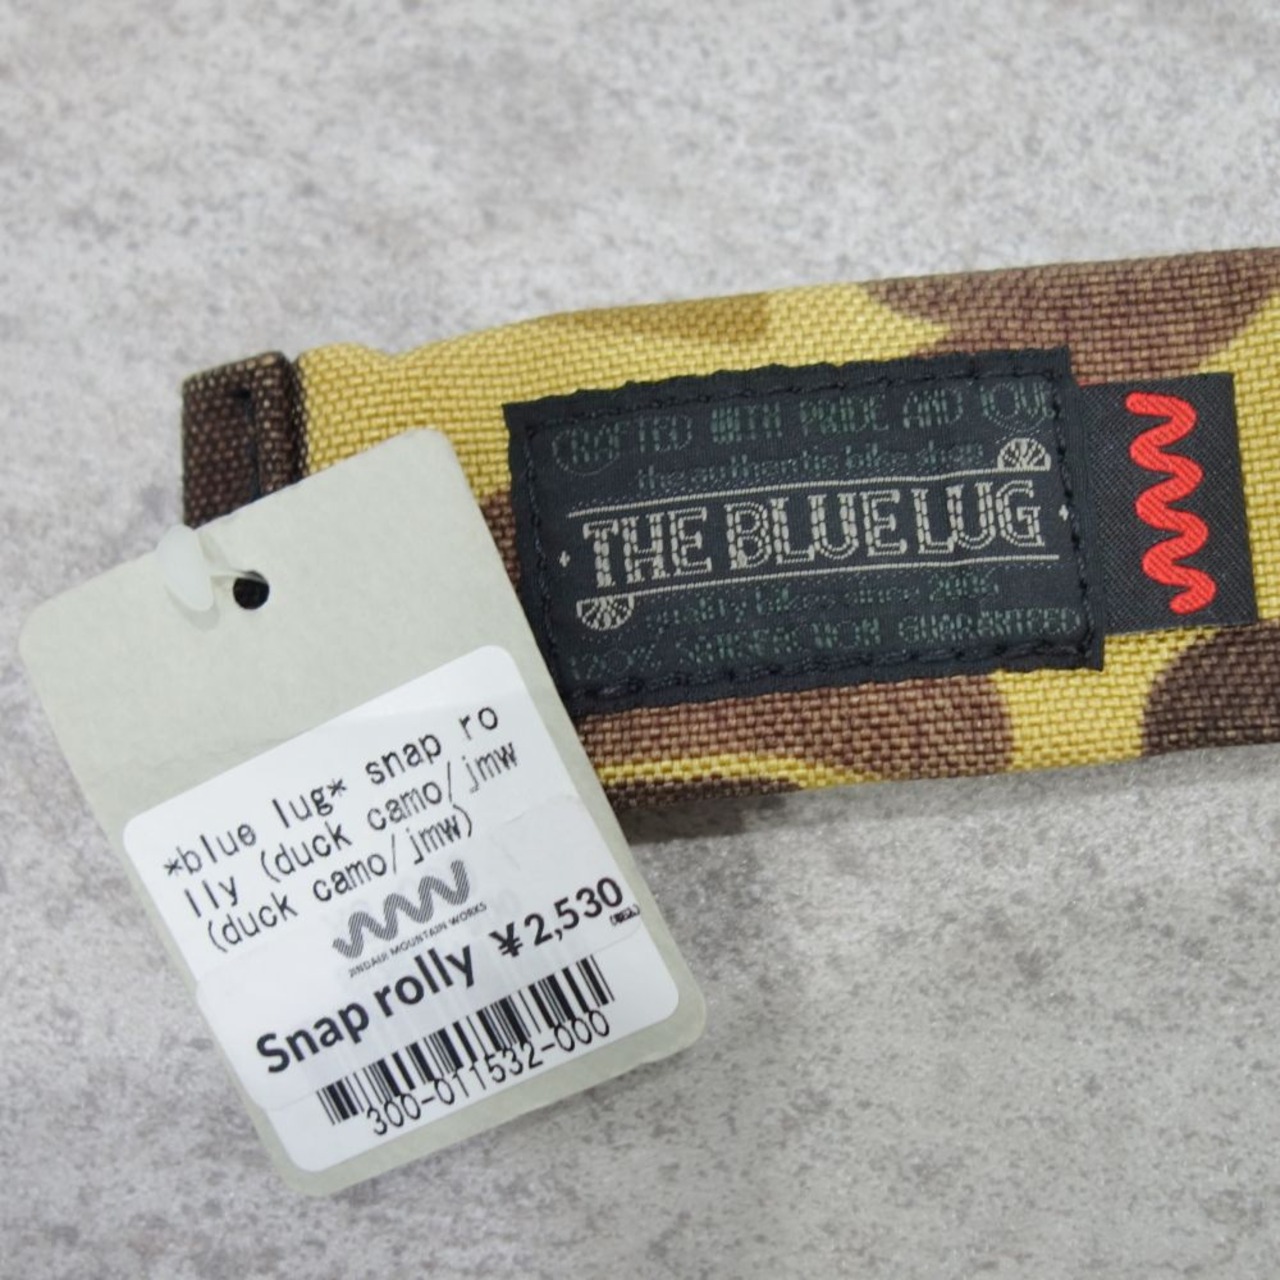 CRAFTED WITH PRIDE AND LOVE
the authentic bike shop
THE BLUE LUG
quality bikes since 2006
120% SATISFACTION GUARANTEED
*blue lug* snap ro
lly (duck camo/jmw
(duck camo/jmw)
JINDAIJI MOUNTAIN WORKS
Snap rolly ¥2,530
(税込)
300-011532-000